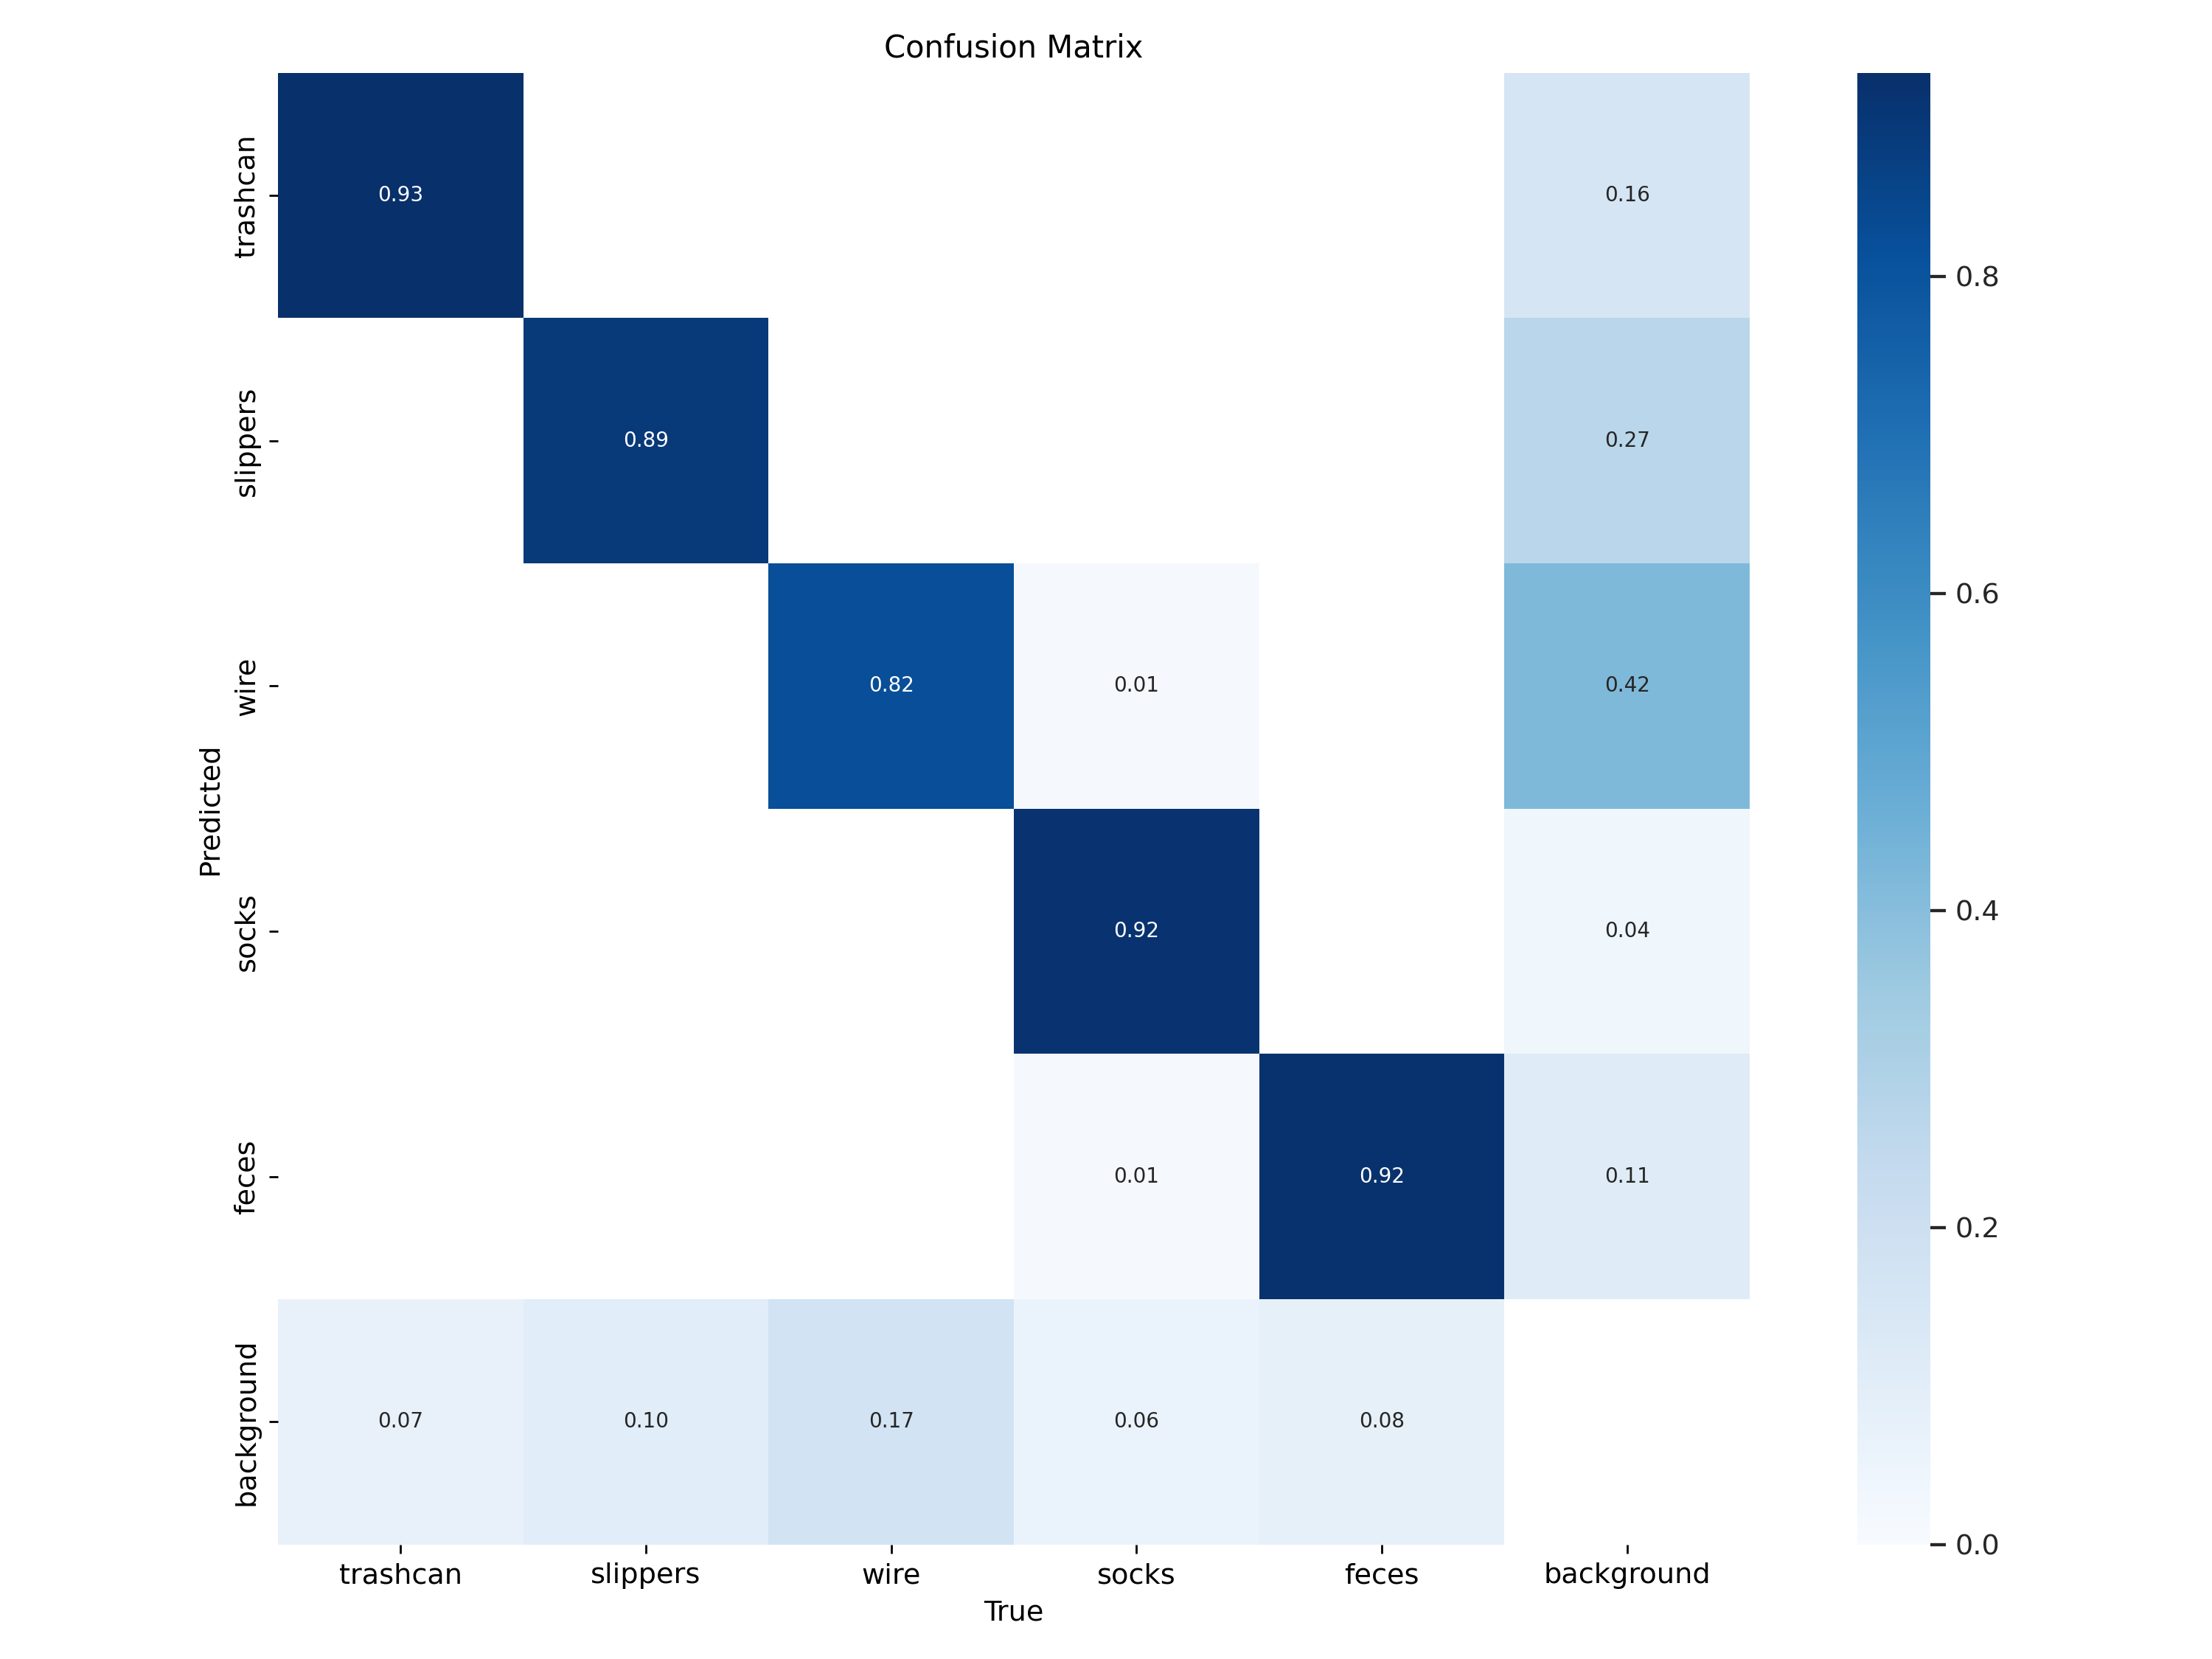 Confusion Matrix
trashcan
0.93
0.16
0.8
slippers
0.89
0.27
0.6
wire
0.82
0.01
0.42
Predicted
socks
0.92
0.04
0.4
feces
0.01
0.92
0.11
0.2
background
0.07
0.10
0.17
0.06
0.08
0.0
trashcan slippers wire socks feces background
True